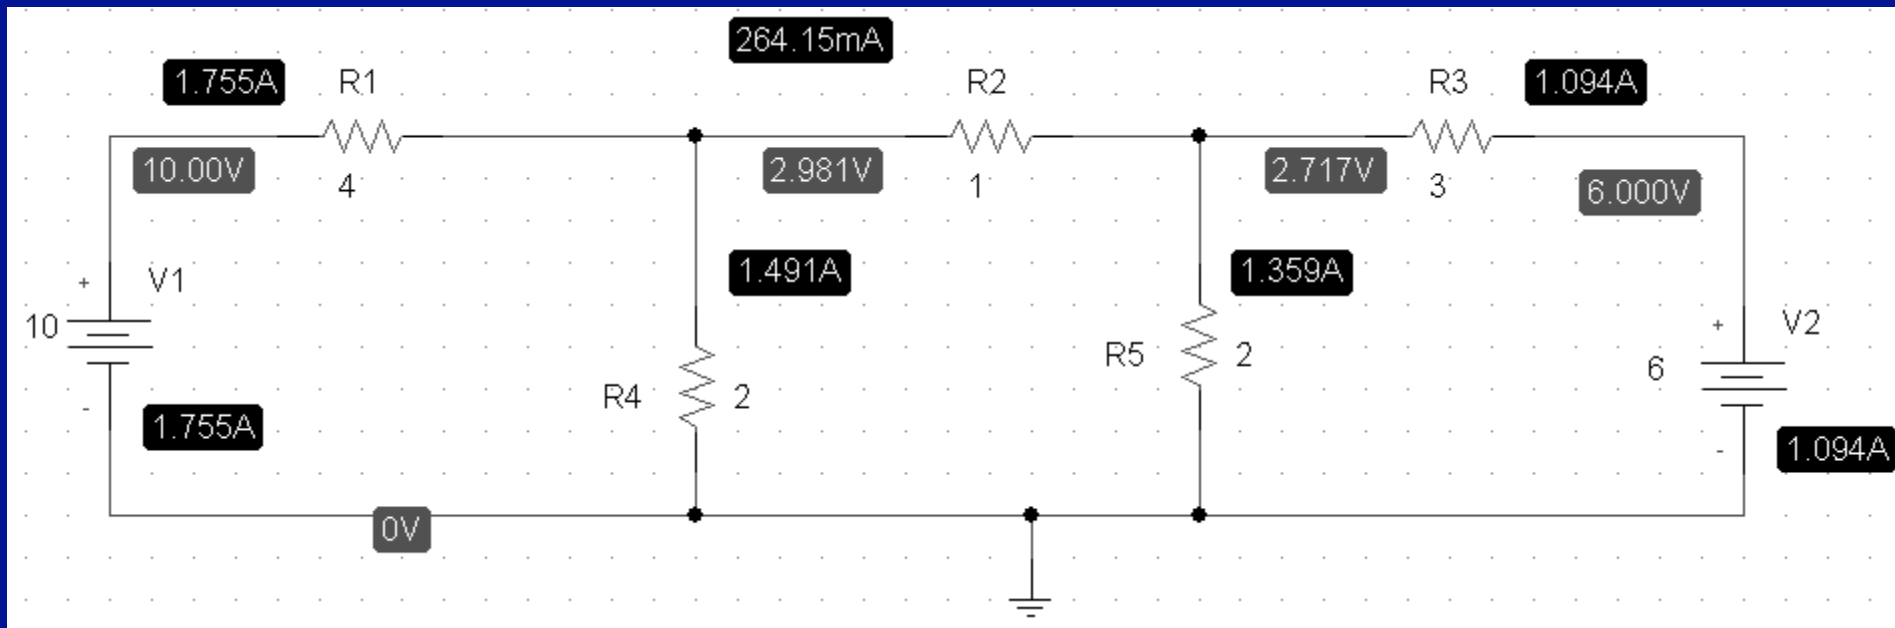 264.15mA
1.755A
R1
R2
R3
1.094A
10.00V
4
2.981V
1
2.717V
3
6.000V
+
V1
1.491A
1.359A
10
+
V2
R5
2
6
R4
2
-
1.755A
-
1.094A
0V